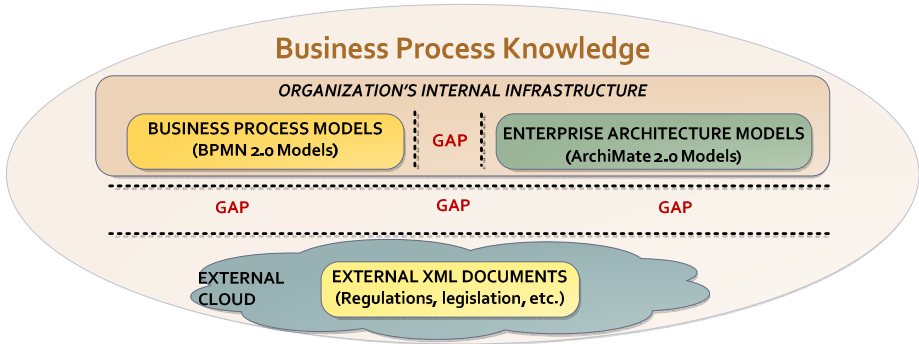 Business Process Knowledge
ORGANIZATION'S INTERNAL INFRASTRUCTURE
BUSINESS PROCESS MODELS
(BPMN 2.0 Models)
GAP
ENTERPRISE ARCHITECTURE MODELS
(ArchiMate 2.0 Models)
GAP
GAP
GAP
EXTERNAL
CLOUD
EXTERNAL XML DOCUMENTS
(Regulations, legislation, etc.)